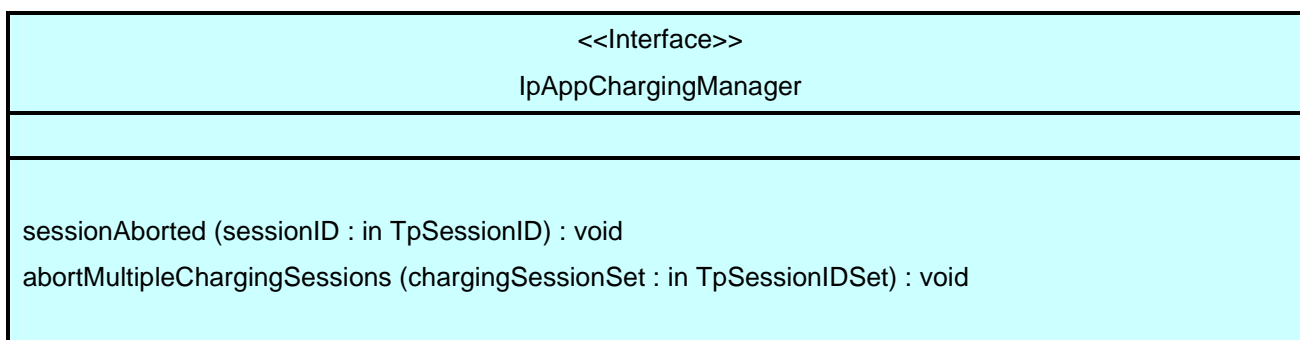 <<Interface>>
IpAppChargingManager
sessionAborted (sessionID : in TpSessionID) : void
abortMultipleChargingSessions (chargingSessionSet : in TpSessionIDSet) : void